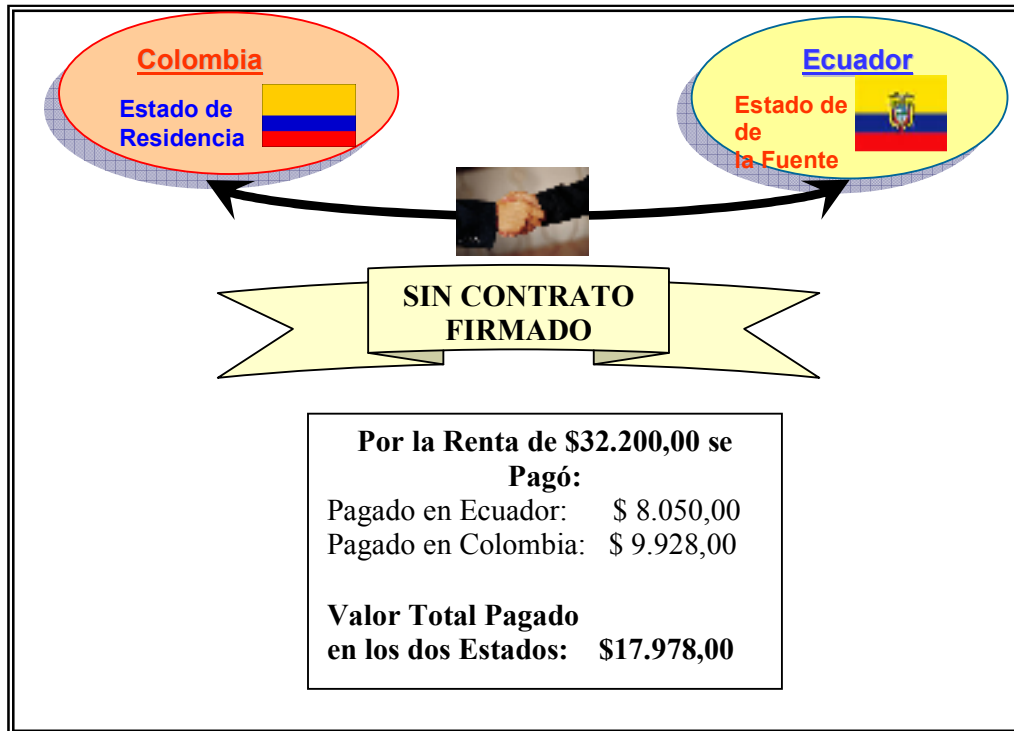 Colombia
Estado de
Residencia
Ecuador
Estado de
de
la Fuente
SIN CONTRATO
FIRMADO
Por la Renta de $32.200,00 se
Pagó:
Pagado en Ecuador: $ 8.050,00
Pagado en Colombia: $ 9.928,00
Valor Total Pagado
en los dos Estados: $17.978,00